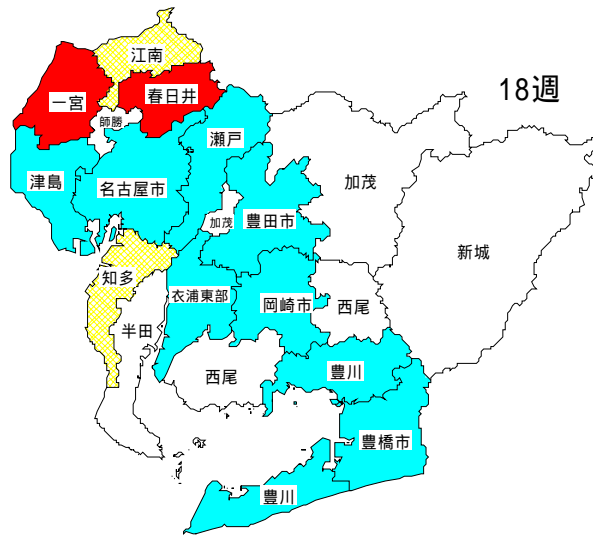 江南
18週
一宮
春日井
師勝
瀬戸
津島
名古屋市
加茂
加茂
豊田市
新城
知多
衣浦東部
岡崎市
西尾
半田
西尾
豊川
豊橋市
豊川